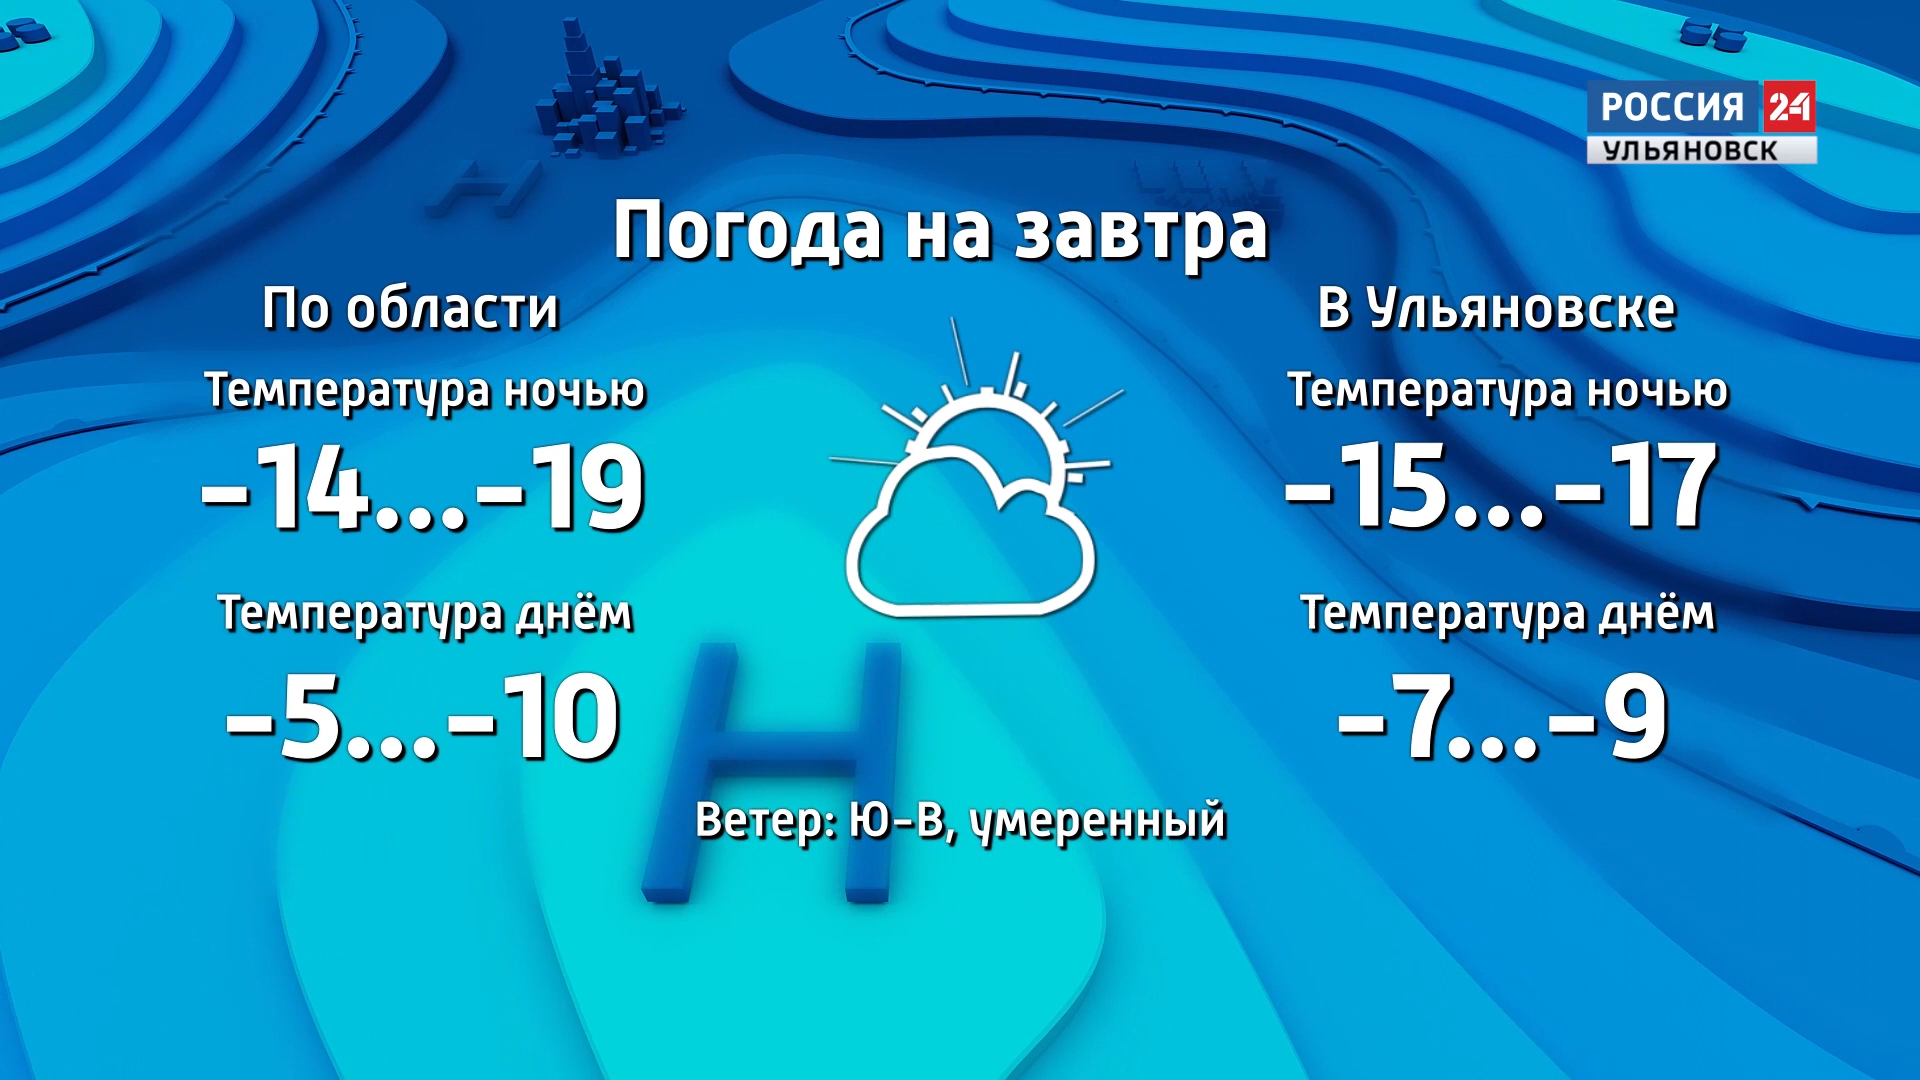 РОССИЯ 24
УЛЬЯНОВСК
Погода на завтра
По области
Температура ночью
-14...-19
Температура днём
-5...-10
В Ульяновске
Температура ночью
-15...-17
Температура днём
-7...-9
Ветер: Ю-В, умеренный